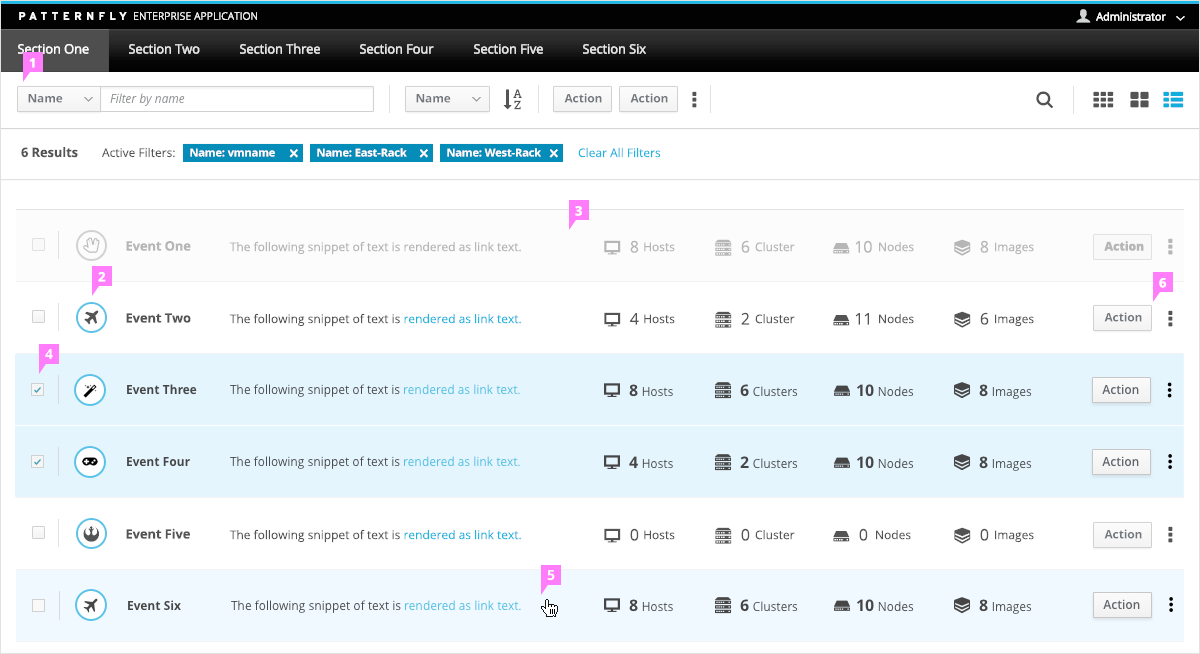 PATTERNFLY ENTERPRISE APPLICATION Administrator
Section One Section Two Section Three Section Four Section Five Section Six
1
Name Filter by name Name A Z Action Action
6 Results Active Filters: Name: vmname × Name: East-Rack × Name: West-Rack × Clear All Filters
3
Event One The following snippet of text is rendered as link text. 8 Hosts 6 Cluster 10 Nodes 8 Images Action
2 6
Event Two The following snippet of text is rendered as link text. 4 Hosts 2 Cluster 11 Nodes 6 Images Action
4
Event Three The following snippet of text is rendered as link text. 8 Hosts 6 Clusters 10 Nodes 8 Images Action
Event Four The following snippet of text is rendered as link text. 4 Hosts 2 Clusters 10 Nodes 8 Images Action
Event Five The following snippet of text is rendered as link text. 0 Hosts 0 Cluster 0 Nodes 0 Images Action
5
Event Six The following snippet of text is rendered as link text. 8 Hosts 6 Clusters 10 Nodes 8 Images Action